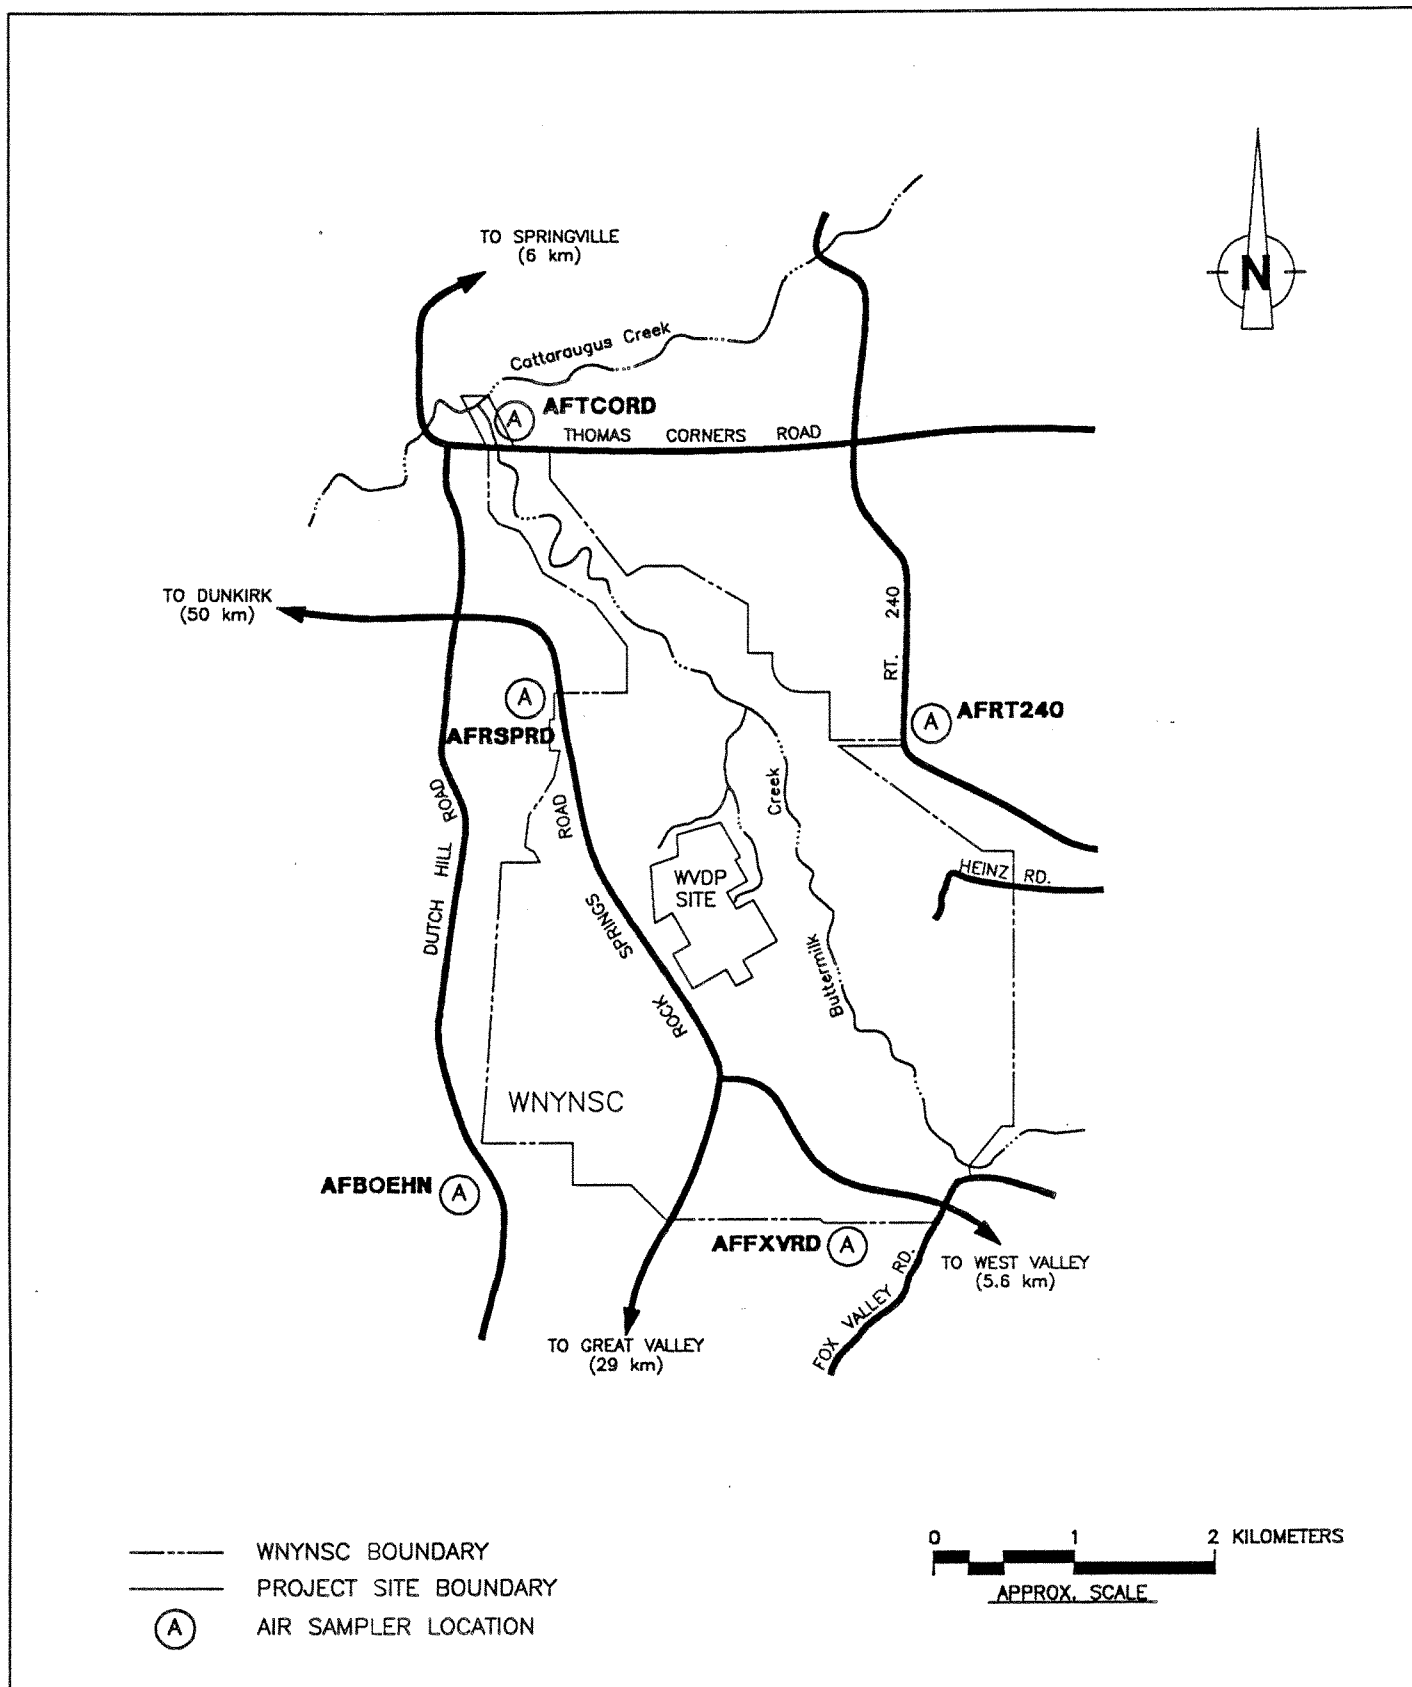 TO SPRINGVILLE
(6 km)
N
Cattaraugus Creek
A
AFTCORD
THOMAS CORNERS ROAD
TO DUNKIRK
(50 km)
RT. 240
A
AFRSPRD
A
AFRT240
DUTCH HILL ROAD
ROCK SPRINGS ROAD
Buttermilk Creek
WVDP
SITE
HEINZ RD.
WNYNSC
AFBOEHN
A
AFFXVRD
A
FOX VALLEY RD.
TO WEST VALLEY
(5.6 km)
TO GREAT VALLEY
(29 km)
WNYNSC BOUNDARY
PROJECT SITE BOUNDARY
A
AIR SAMPLER LOCATION
0 1 2 KILOMETERS
APPROX. SCALE